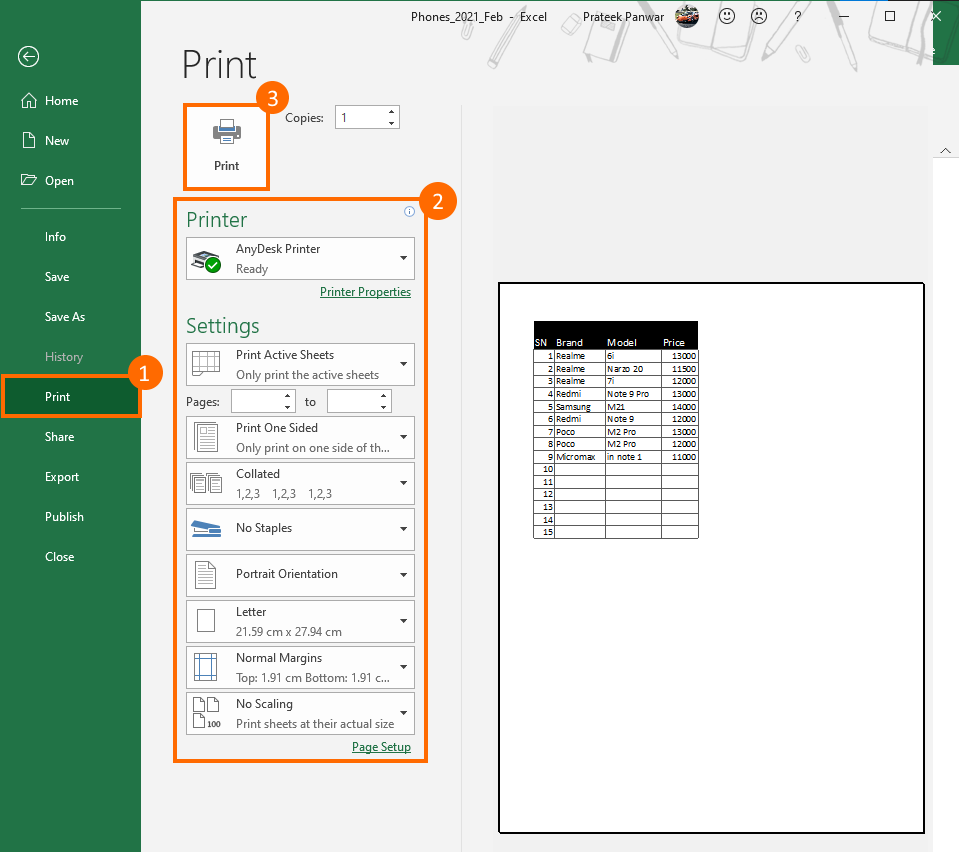 Phones_2021_Feb - Excel
Prateek Panwar
?
Print
Home
New
Open
Info
Save
Save As
History
1
Print
Share
Export
Publish
Close
3
Print
Copies: 1
2
Printer
AnyDesk Printer
Ready
Printer Properties
Settings
Print Active Sheets
Only print the active sheets
Pages: to
Print One Sided
Only print on one side of th...
Collated
1,2,3 1,2,3 1,2,3
No Staples
Portrait Orientation
Letter
21.59 cm x 27.94 cm
Normal Margins
Top: 1.91 cm Bottom: 1.91 c...
No Scaling
100
Print sheets at their actual size
Page Setup
SN Brand Model Price
1 Realme 6i 13000
2 Realme Narzo 20 11500
3 Realme 7i 12000
4 Redmi Note 9 Pro 13000
5 Samsung M21 14000
6 Redmi Note 9 12000
7 Poco M2 Pro 13000
8 Poco M2 Pro 12000
9 Micromax in note 1 11000
10
11
12
13
14
15